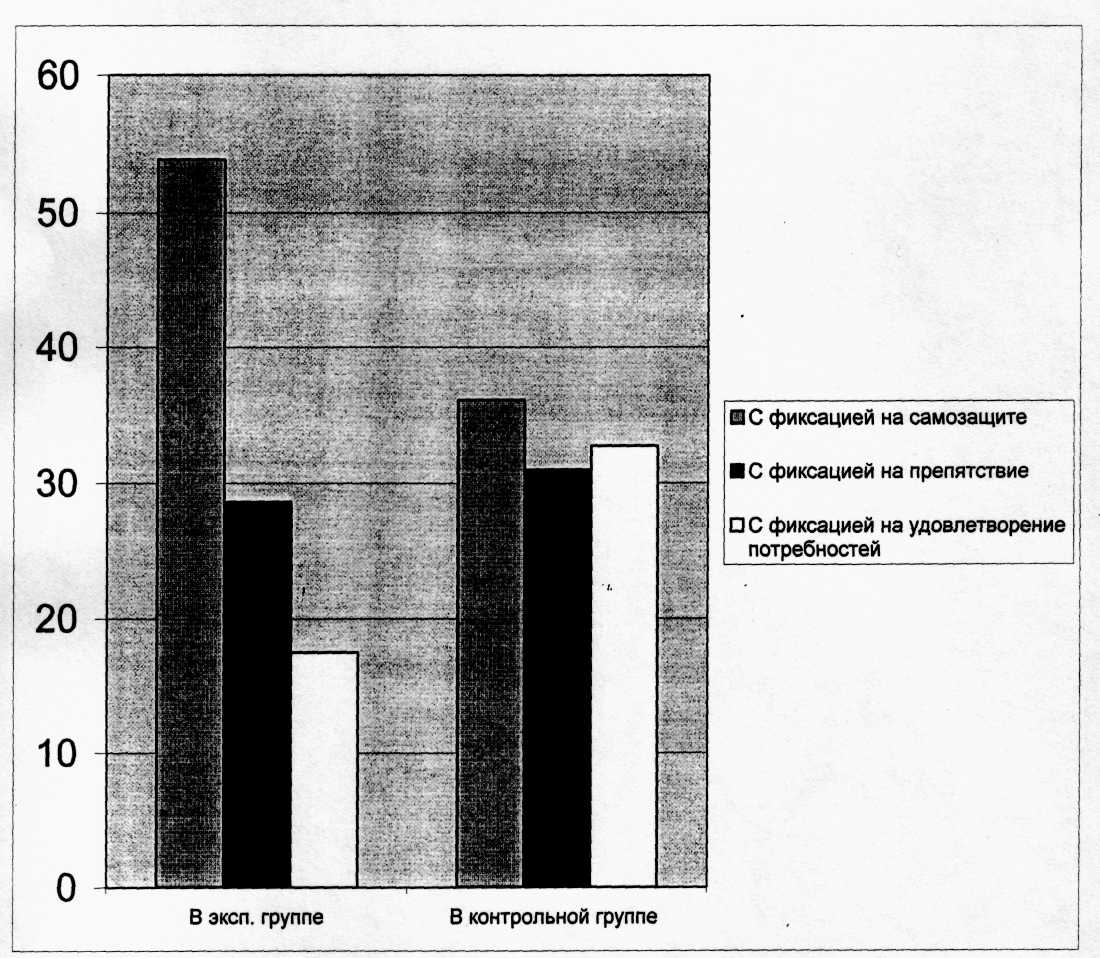 60
50
40
30
20
10
0
В эксп. группе
В контрольной группе
С фиксацией на самозащите
С фиксацией на препятствие
С фиксацией на удовлетворение
потребностей